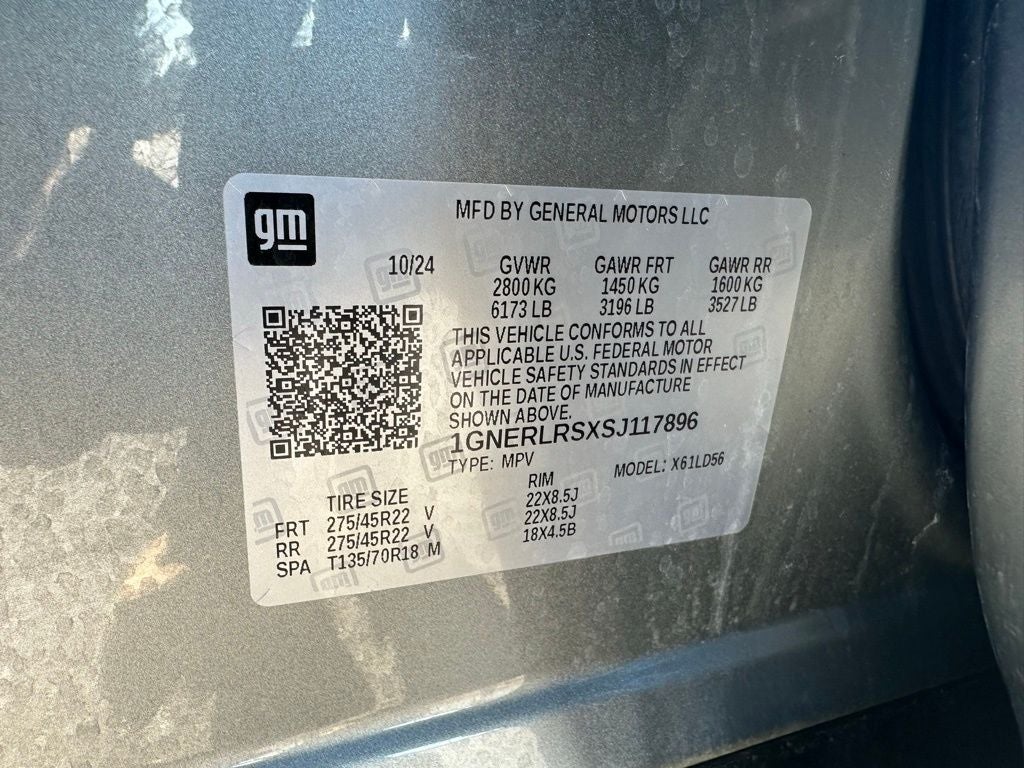 gm
MFD BY GENERAL MOTORS LLC
10/24 GVWR GAWR FRT GAWR RR
2800 KG 1450 KG 1600 KG
6173 LB 3196 LB 3527 LB
THIS VEHICLE CONFORMS TO ALL
APPLICABLE U.S. FEDERAL MOTOR
VEHICLE SAFETY STANDARDS IN EFFECT
ON THE DATE OF MANUFACTURE
SHOWN ABOVE.
1GNERLRSXSJ117896
TYPE: MPV MODEL: X61LD56
TIRE SIZE RIM
FRT 275/45R22 V 22X8.5J
RR 275/45R22 V 22X8.5J
SPA T135/70R18 M 18X4.5B